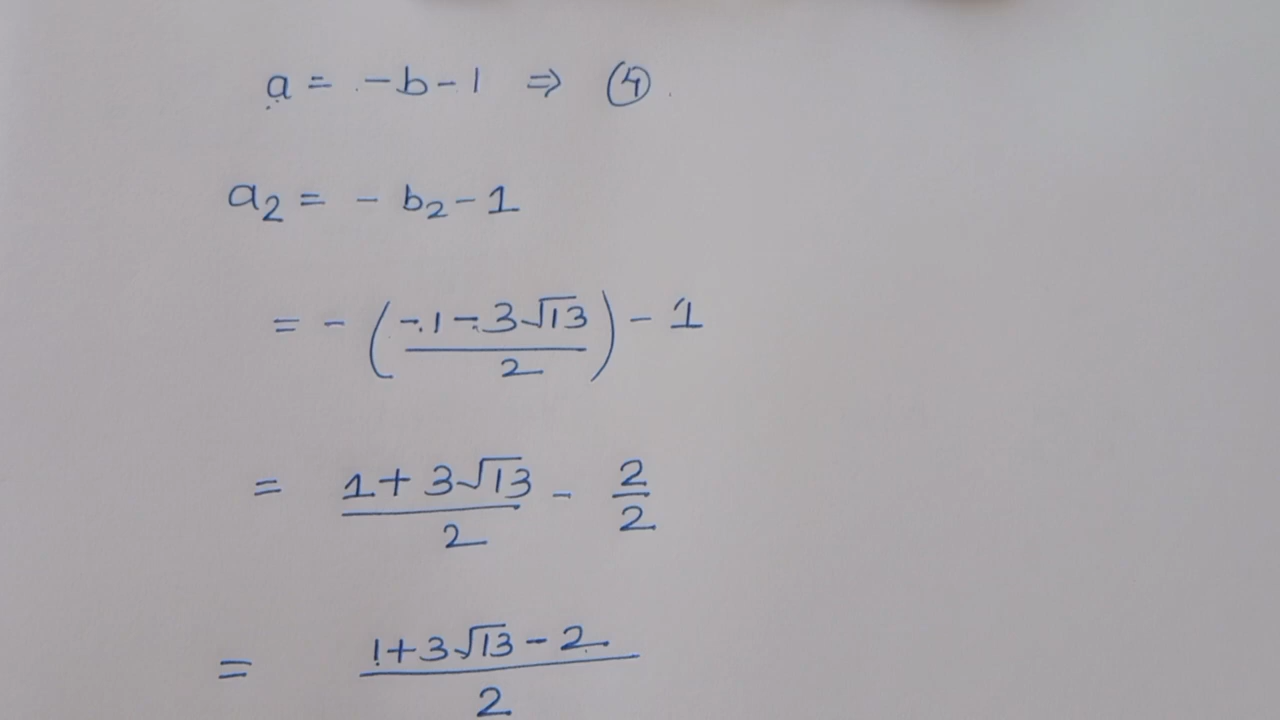 a = -b-1 ⇒ ④
a₂ = - b₂ - 1
= - ( (-1 - 3√13) / 2 ) - 1
= (1 + 3√13) / 2 - 2/2
= (1 + 3√13 - 2) / 2